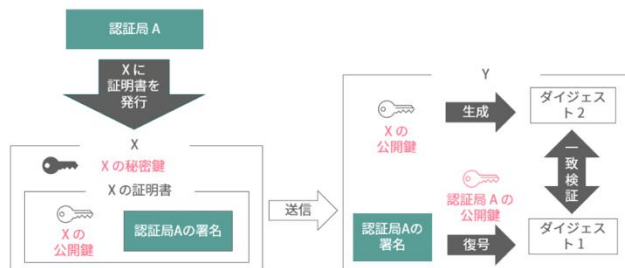 認証局 A
X に
証明書を
発行
X
X の秘密鍵
X の証明書
X の
公開鍵
認証局Aの署名
送信
Y
X の
公開鍵
生成
ダイジェス
ト 2
一致検証
認証局 A の
公開鍵
認証局Aの
署名
復号
ダイジェス
ト 1